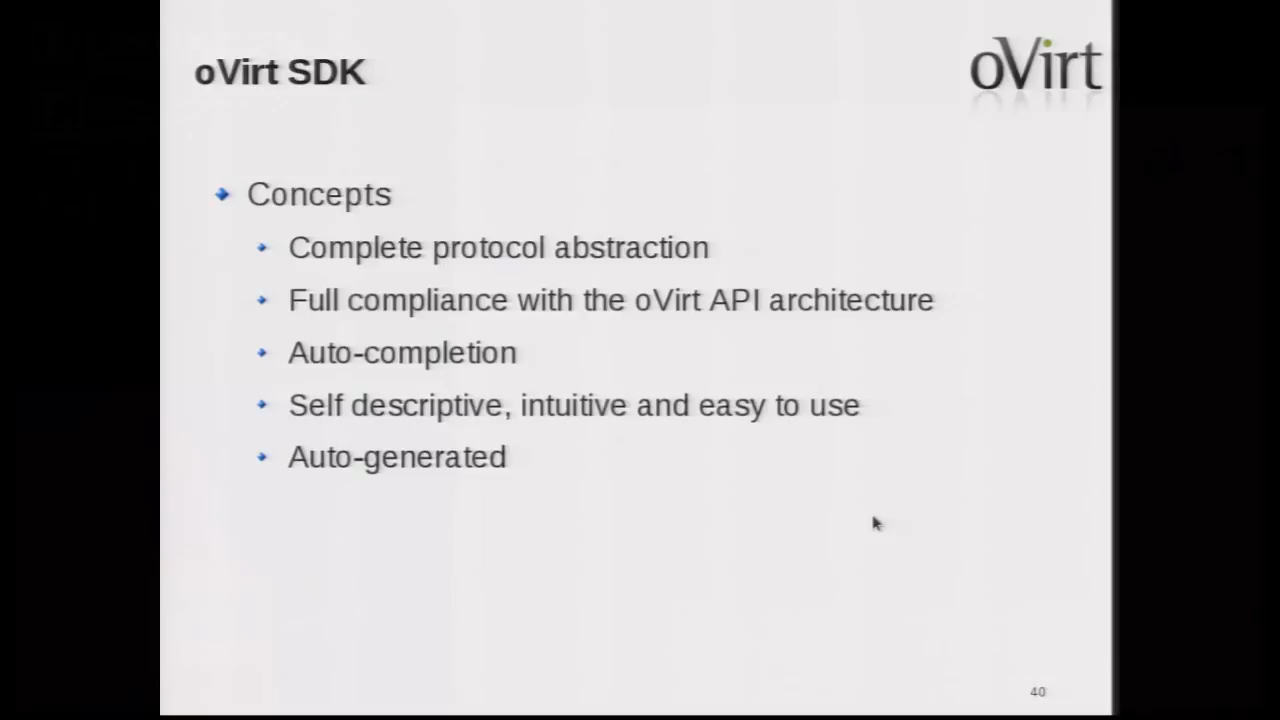 oVirt SDK
oVirt
Concepts
Complete protocol abstraction
Full compliance with the oVirt API architecture
Auto-completion
Self descriptive, intuitive and easy to use
Auto-generated
40